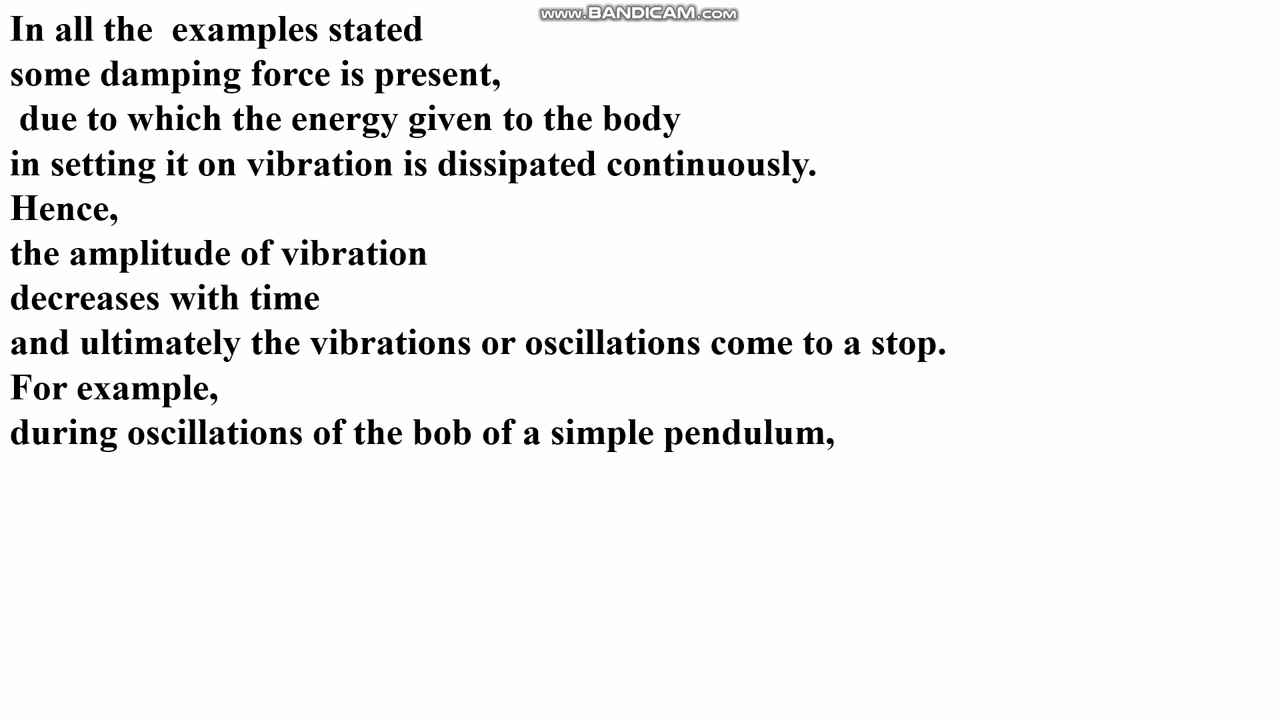 www.BANDICAM.com
In all the  examples stated
some damping force is present,
due to which the energy given to the body
in setting it on vibration is dissipated continuously.
Hence,
the amplitude of vibration
decreases with time
and ultimately the vibrations or oscillations come to a stop.
For example,
during oscillations of the bob of a simple pendulum,